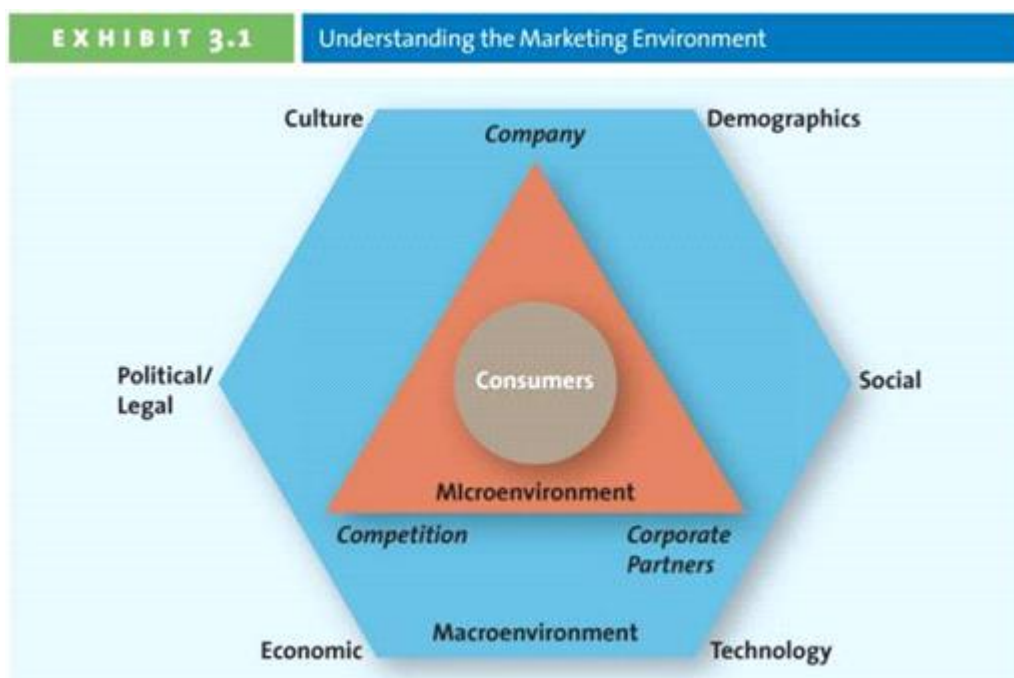 EXHIBIT 3.1
Understanding the Marketing Environment
Culture
Company
Demographics
Political/
Legal
Consumers
Social
MIcroenvironment
Competition
Corporate
Partners
Economic
Macroenvironment
Technology